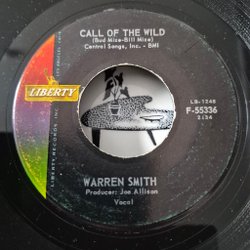 CALL OF THE WILD
(Bud Mize-Bill Mize)
Central Songs, Inc. - BMI
LIBERTY
LB-1248
F-55336
2:34
WARREN SMITH
Producer: Joe Allison
Vocal